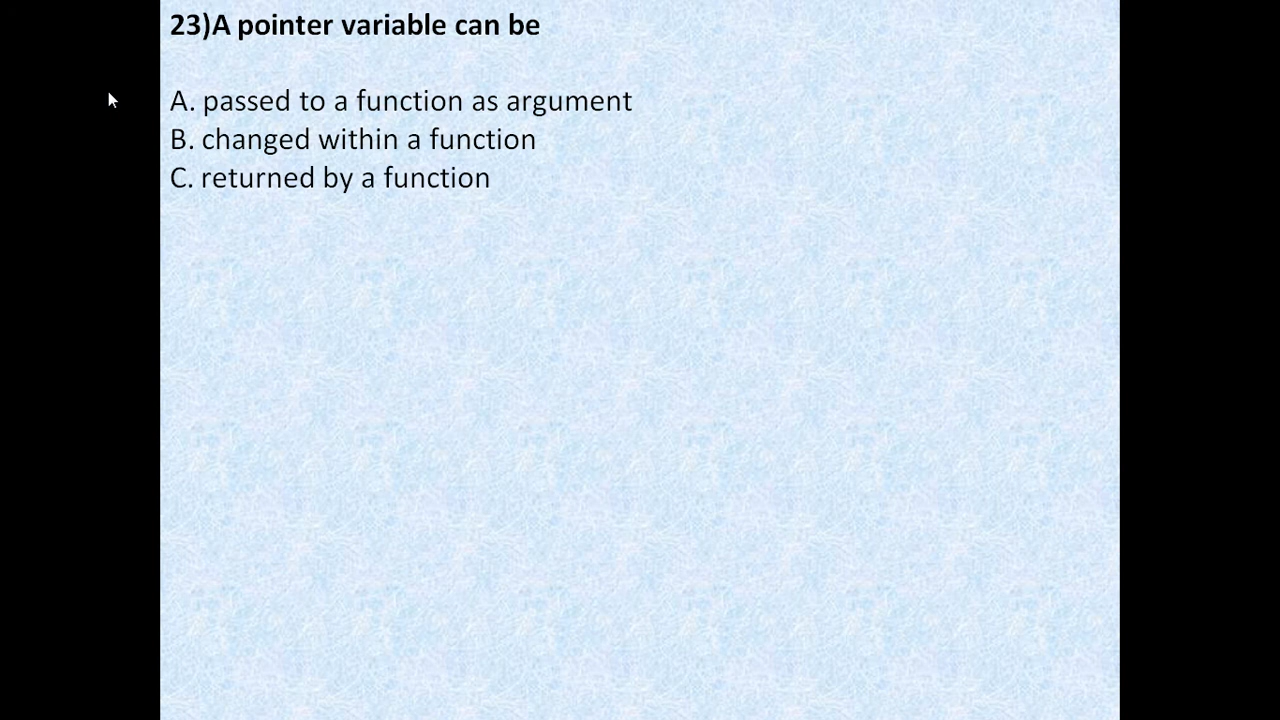 23)A pointer variable can be
A. passed to a function as argument
B. changed within a function
C. returned by a function